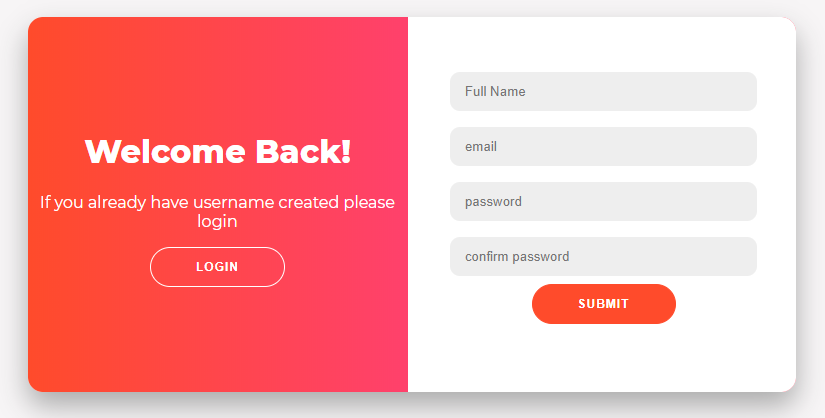 Welcome Back!
If you already have username created please
login
LOGIN
Full Name
email
password
confirm password
SUBMIT